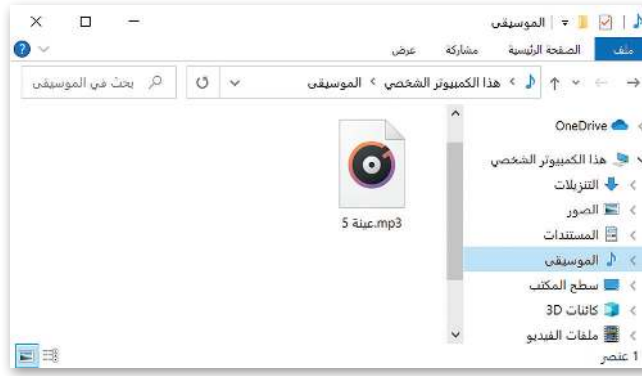 الموسيقى
ملف الصفحة الرئيسية مشاركة عرض
هذا الكمبيوتر الشخصي > الموسيقى
بحث في الموسيقى
OneDrive
هذا الكمبيوتر الشخصي
التنزيلات
الصور
المستندات
الموسيقى
سطح المكتب
كائنات 3D
ملفات الفيديو
عينة 5.mp3
1 عنصر